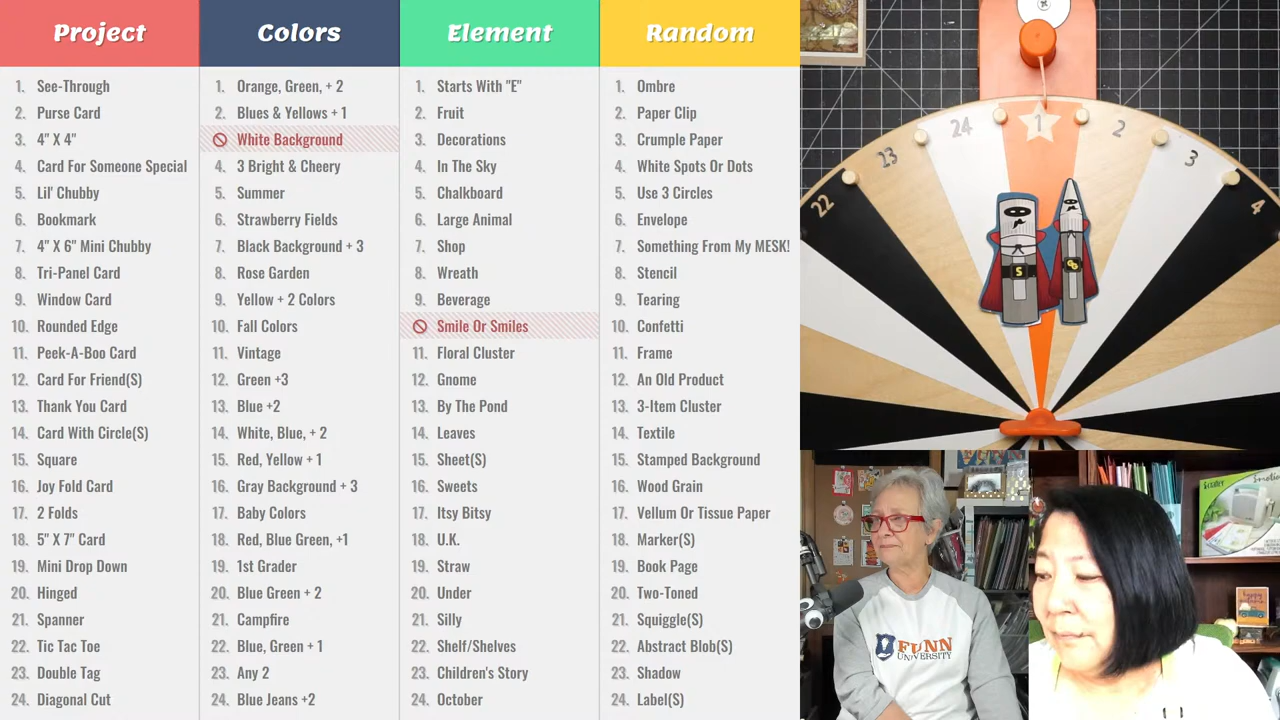 Project
1. See-Through
2. Purse Card
3. 4" X 4"
4. Card For Someone Special
5. Lil' Chubby
6. Bookmark
7. 4" X 6" Mini Chubby
8. Tri-Panel Card
9. Window Card
10. Rounded Edge
11. Peek-A-Boo Card
12. Card For Friend(S)
13. Thank You Card
14. Card With Circle(S)
15. Square
16. Joy Fold Card
17. 2 Folds
18. 5" X 7" Card
19. Mini Drop Down
20. Hinged
21. Spanner
22. Tic Tac Toe
23. Double Tag
24. Diagonal Cut
Colors
1. Orange, Green, + 2
2. Blues & Yellows + 1
White Background
4. 3 Bright & Cheery
5. Summer
6. Strawberry Fields
7. Black Background + 3
8. Rose Garden
9. Yellow + 2 Colors
10. Fall Colors
11. Vintage
12. Green +3
13. Blue +2
14. White, Blue, + 2
15. Red, Yellow + 1
16. Gray Background + 3
17. Baby Colors
18. Red, Blue Green, +1
19. 1st Grader
20. Blue Green + 2
21. Campfire
22. Blue, Green + 1
23. Any 2
24. Blue Jeans +2
Element
1. Starts With "E"
2. Fruit
3. Decorations
4. In The Sky
5. Chalkboard
6. Large Animal
7. Shop
8. Wreath
9. Beverage
Smile Or Smiles
11. Floral Cluster
12. Gnome
13. By The Pond
14. Leaves
15. Sheet(S)
16. Sweets
17. Itsy Bitsy
18. U.K.
19. Straw
20. Under
21. Silly
22. Shelf/Shelves
23. Children's Story
24. October
Random
1. Ombre
2. Paper Clip
3. Crumple Paper
4. White Spots Or Dots
5. Use 3 Circles
6. Envelope
7. Something From My MESK!
8. Stencil
9. Tearing
10. Confetti
11. Frame
12. An Old Product
13. 3-Item Cluster
14. Textile
15. Stamped Background
16. Wood Grain
17. Vellum Or Tissue Paper
18. Marker(S)
19. Book Page
20. Two-Toned
21. Squiggle(S)
22. Abstract Blob(S)
23. Shadow
24. Label(S)
22
23
24
1
2
3
4
S
FUNN
UNIVERSITY